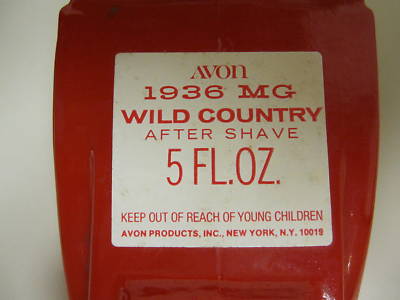 AVON
1936 MG
WILD COUNTRY
AFTER SHAVE
5 FL.OZ.
KEEP OUT OF REACH OF YOUNG CHILDREN
AVON PRODUCTS, INC., NEW YORK, N.Y. 10019